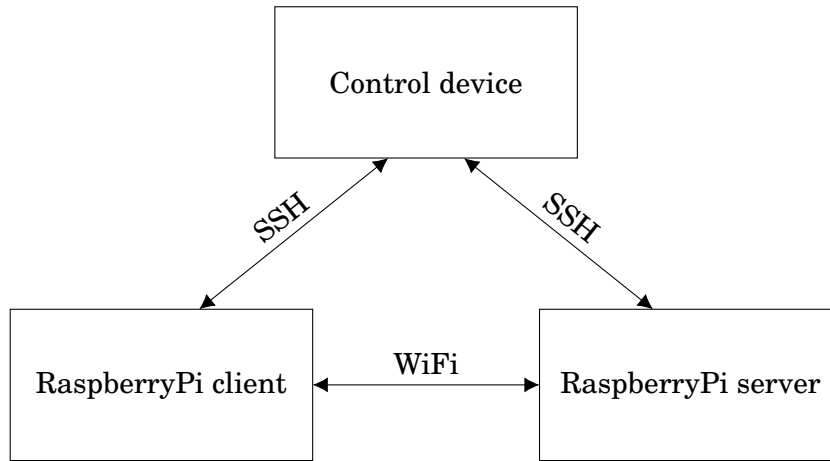 Control device
SSH
SSH
WiFi
RaspberryPi client
RaspberryPi server